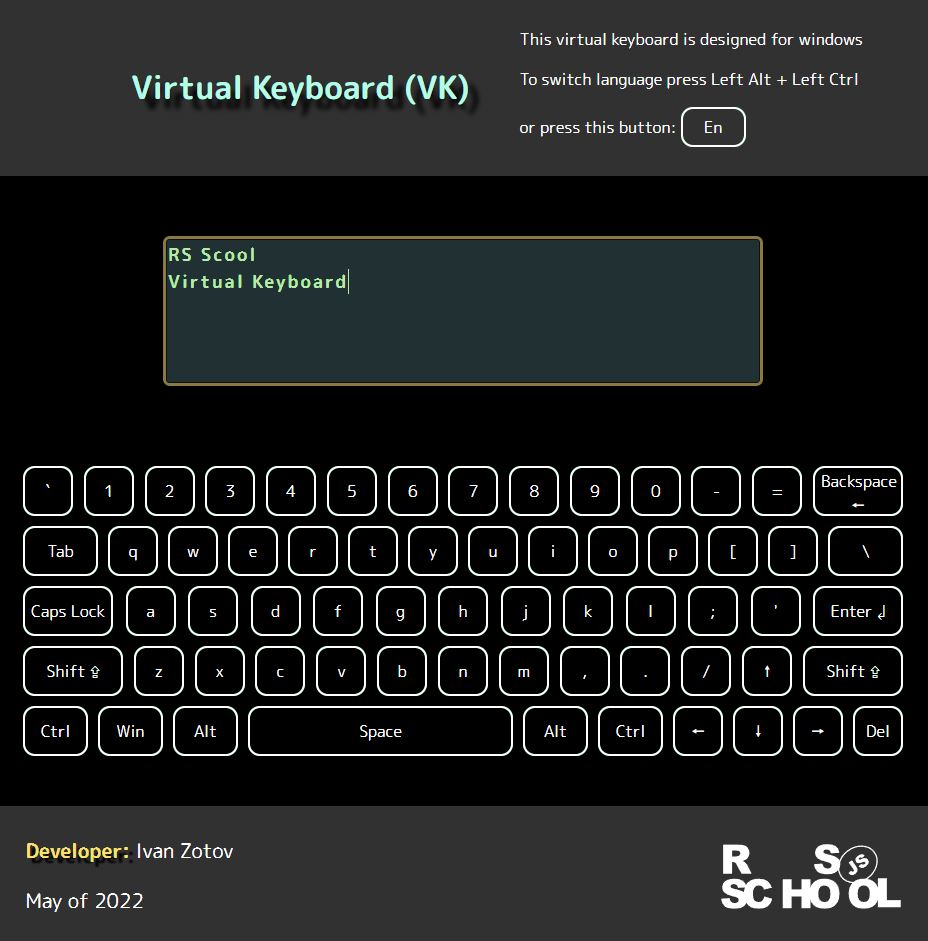 Virtual Keyboard (VK)
This virtual keyboard is designed for windows
To switch language press Left Alt + Left Ctrl
or press this button: En
RS Scool
Virtual Keyboard
` 1 2 3 4 5 6 7 8 9 0 - = Backspace ←
Tab q w e r t y u i o p [ ] \
Caps Lock a s d f g h j k l ; ' Enter ↲
Shift ⇪ z x c v b n m , . / ↑ Shift ⇪
Ctrl Win Alt Space Alt Ctrl ← ↓ → Del
Developer: Ivan Zotov
May of 2022
R S JS
SCHOOL